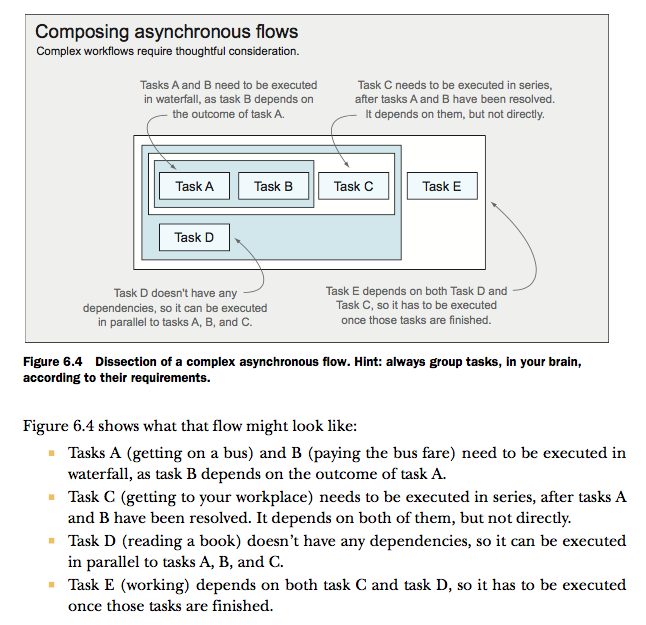 Composing asynchronous flows
Complex workflows require thoughtful consideration.
Tasks A and B need to be executed
in waterfall, as task B depends on
the outcome of task A.
Task C needs to be executed in series,
after tasks A and B have been resolved.
It depends on them, but not directly.
Task A
Task B
Task C
Task E
Task D
Task D doesn't have any
dependencies, so it can be executed
in parallel to tasks A, B, and C.
Task E depends on both Task D and
Task C, so it has to be executed
once those tasks are finished.
Figure 6.4 Dissection of a complex asynchronous flow. Hint: always group tasks, in your brain,
according to their requirements.
Figure 6.4 shows what that flow might look like:
▪ Tasks A (getting on a bus) and B (paying the bus fare) need to be executed in
waterfall, as task B depends on the outcome of task A.
▪ Task C (getting to your workplace) needs to be executed in series, after tasks A
and B have been resolved. It depends on both of them, but not directly.
▪ Task D (reading a book) doesn’t have any dependencies, so it can be executed
in parallel to tasks A, B, and C.
▪ Task E (working) depends on both task C and task D, so it has to be executed
once those tasks are finished.